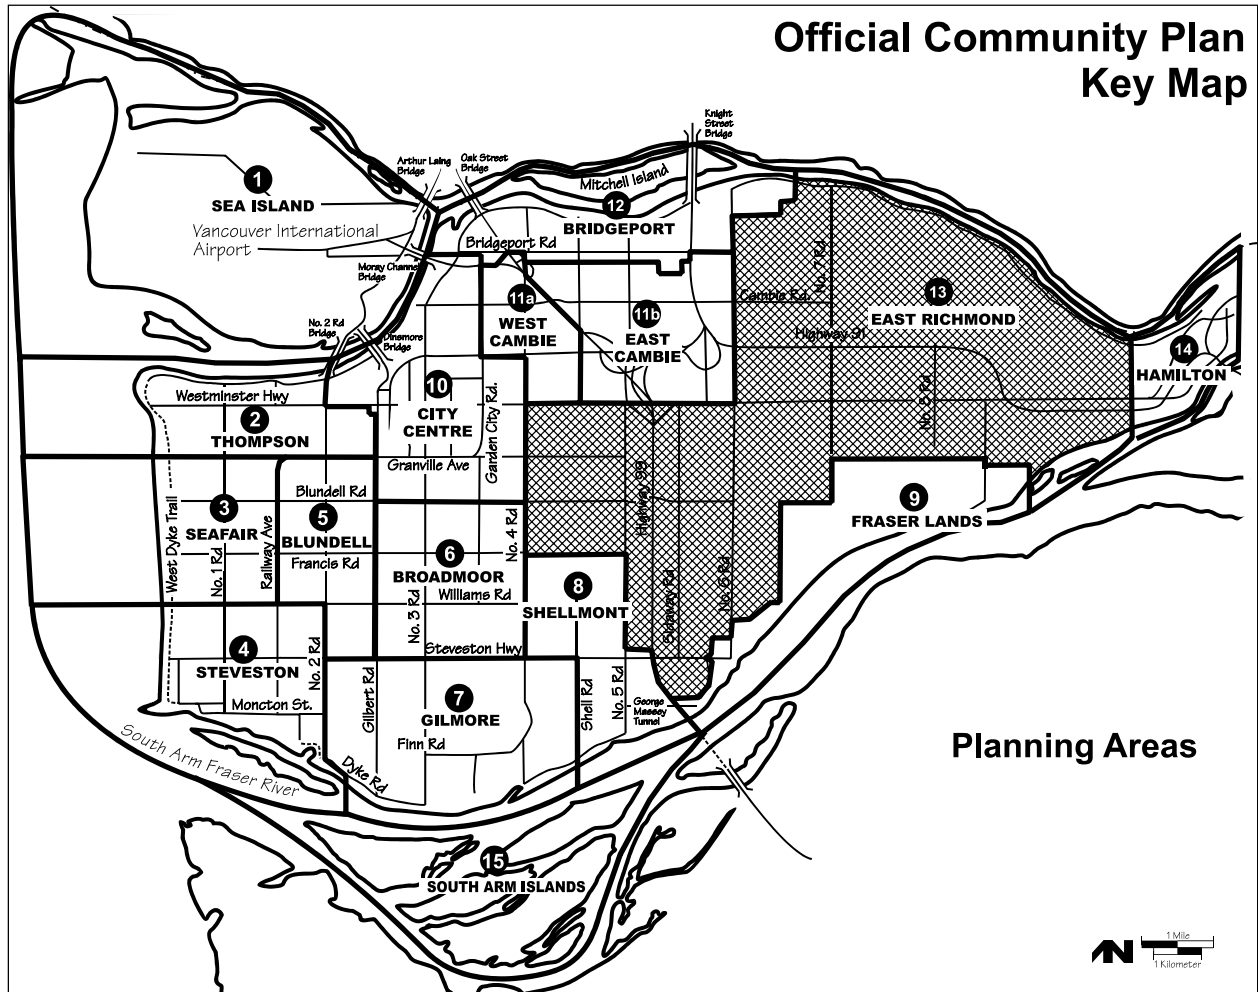 Official Community Plan
Key Map
Knight
Street
Bridge
Arthur Laing
Bridge
Oak Street
Bridge
Mitchell Island
1
SEA ISLAND
12
BRIDGEPORT
Vancouver International
Airport
Bridgeport Rd
Moray Channel
Bridge
No. 7 Rd
11a
WEST
CAMBIE
11b
EAST
CAMBIE
Cambie Rd.
13
EAST RICHMOND
No. 2 Rd
Bridge
Dinsmore
Bridge
Highway 91
14
HAMILTON
10
CITY
CENTRE
Westminster Hwy
2
THOMPSON
Garden City Rd.
Granville Ave
Blundell Rd
West Dyke Trail
3
SEAFAIR
No. 1 Rd
Railway Ave
5
BLUNDELL
Francis Rd
No. 4 Rd
6
BROADMOOR
Williams Rd
No. 3 Rd
Highway 99
9
FRASER LANDS
8
SHELLMONT
Sidaway Rd
No. 6 Rd
Steveston Hwy
4
STEVESTON
No. 2 Rd
Moncton St.
Gilbert Rd
7
GILMORE
Finn Rd
Shell Rd
No. 5 Rd
George
Massey
Tunnel
South Arm Fraser River
Dyke Rd
Planning Areas
15
SOUTH ARM ISLANDS
N
1 Mile
1 Kilometer